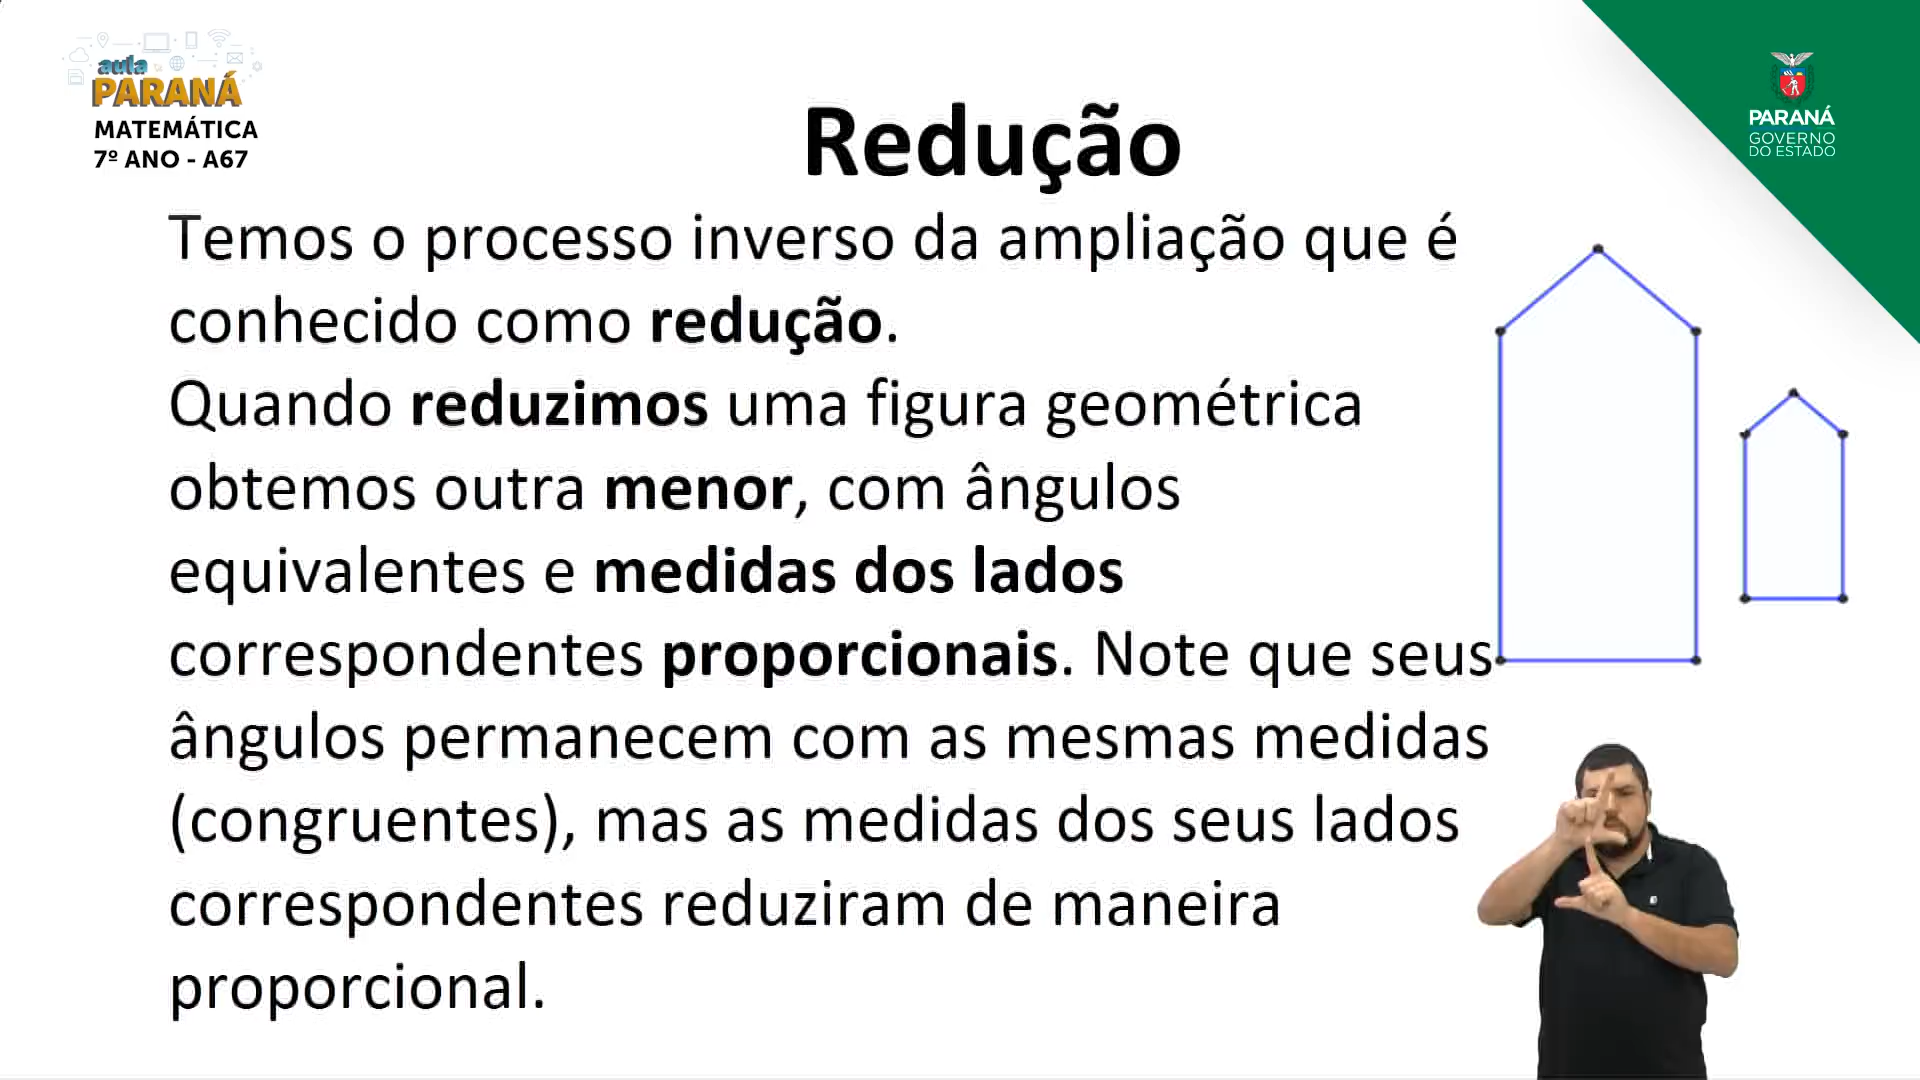 aula
PARANÁ
MATEMÁTICA
7º ANO - A67
PARANÁ
GOVERNO
DO ESTADO
Redução
Temos o processo inverso da ampliação que é
conhecido como redução.
Quando reduzimos uma figura geométrica
obtemos outra menor, com ângulos
equivalentes e medidas dos lados
correspondentes proporcionais. Note que seus
ângulos permanecem com as mesmas medidas
(congruentes), mas as medidas dos seus lados
correspondentes reduziram de maneira
proporcional.